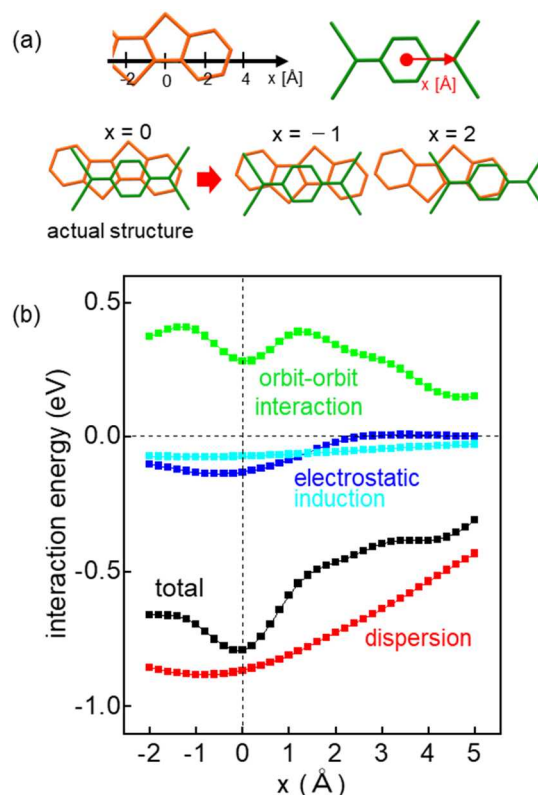 (a)
-2 0 2 4 x [Å]
x [Å]
x = 0
x = −1
x = 2
actual structure
(b)
interaction energy (eV)
0.5
0.0
-0.5
-1.0
orbit-orbit
interaction
electrostatic
induction
total
dispersion
-2 -1 0 1 2 3 4 5
x (Å)